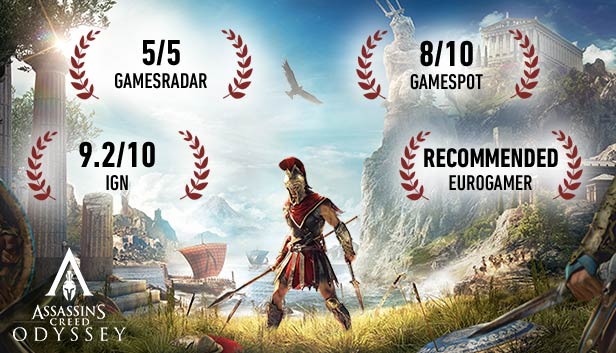 5/5
GAMESRADAR
8/10
GAMESPOT
9.2/10
IGN
RECOMMENDED
EUROGAMER
ASSASSIN'S
CREED
ODYSSEY